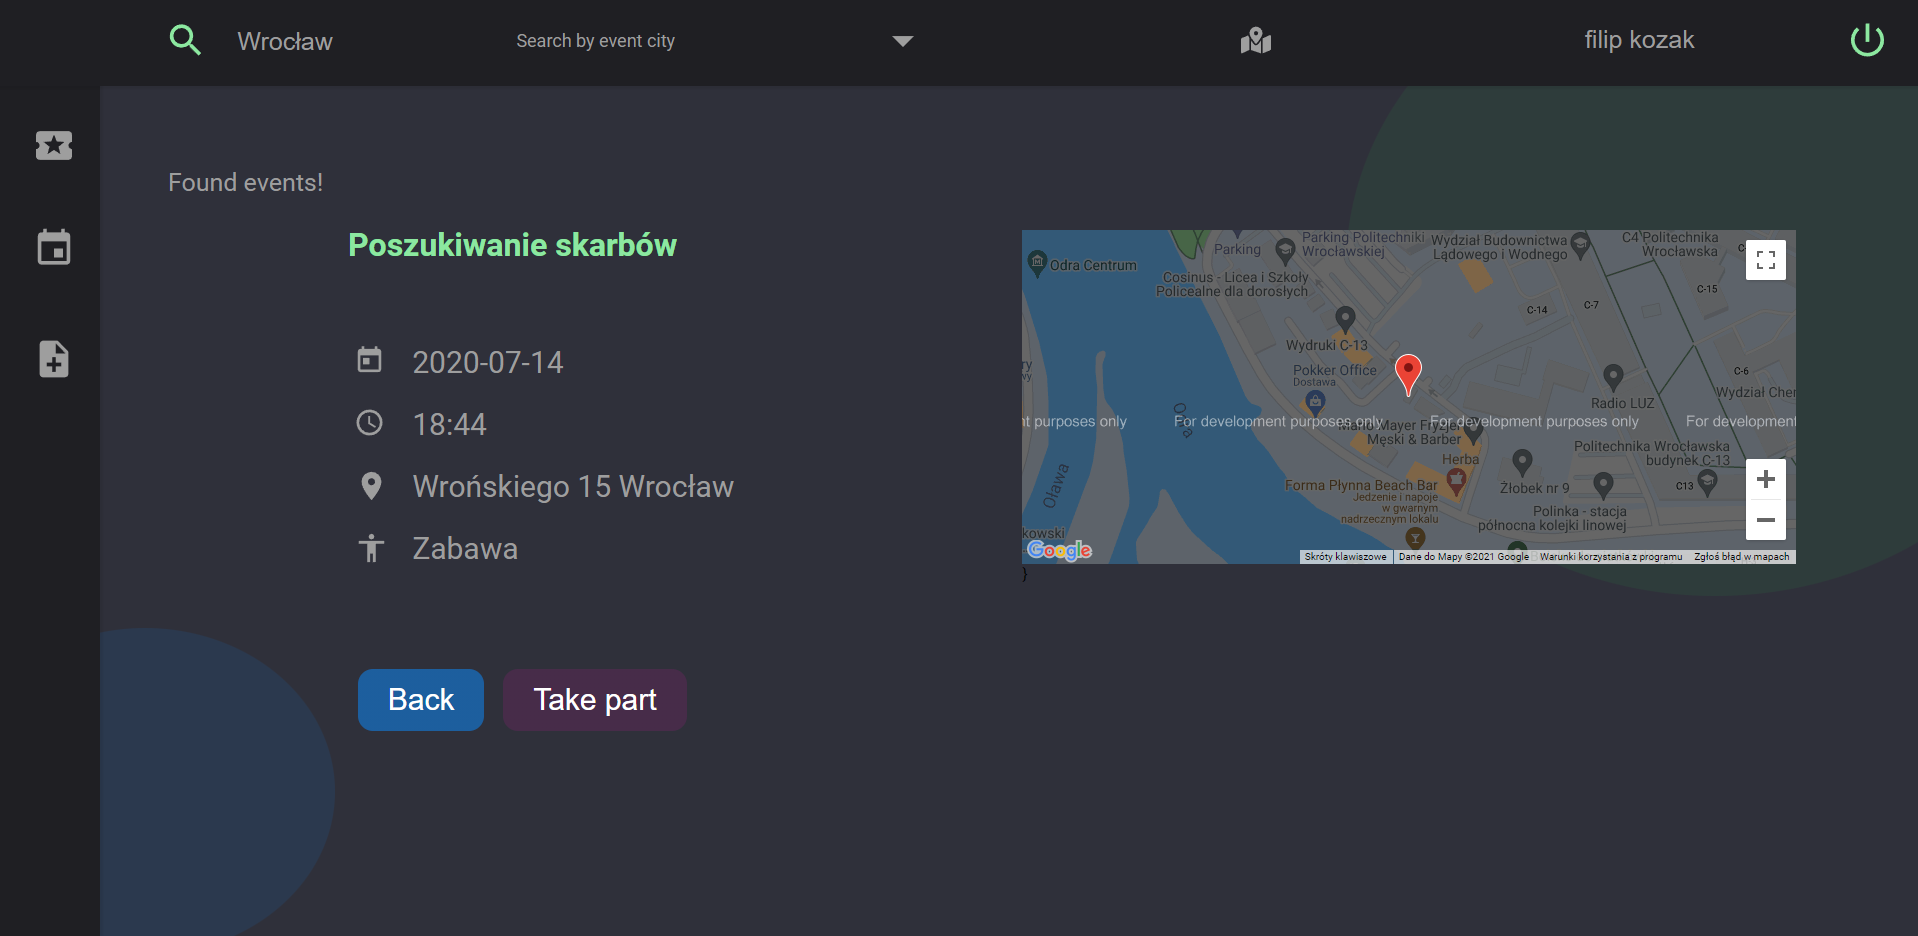 Wrocław
Search by event city
filip kozak
Found events!
Poszukiwanie skarbów
2020-07-14
18:44
Wrońskiego 15 Wrocław
Zabawa
Back
Take part
Odra Centrum
Parking
Parking Politechniki
Wrocławskiej
Wydział Budownictwa
Lądowego i Wodnego
C4 Politechnika
Wrocławska
Cosinus - Licea i Szkoły
Policealne dla dorosłych
C-15
C-14
C-7
Wydruki C-13
Pokker Office
Dostawa
C-6
Wydział Cher
Radio LUZ
nt purposes only
For development purposes only
For development purposes only
For development
Mario Mayer Fryzjer
Męski & Barber
Politechnika Wrocławska
budynek C-13
Herba
Oława
Forma Płynna Beach Bar
Jedzenie i napoje
w gwarnym
nadrzecznym lokalu
Żłobek nr 9
C13
Polinka - stacja
północna kolejki linowej
kowski
Google
Skróty klawiszowe
Dane do Mapy ©2021 Google
Warunki korzystania z programu
Zgłoś błąd w mapach
}